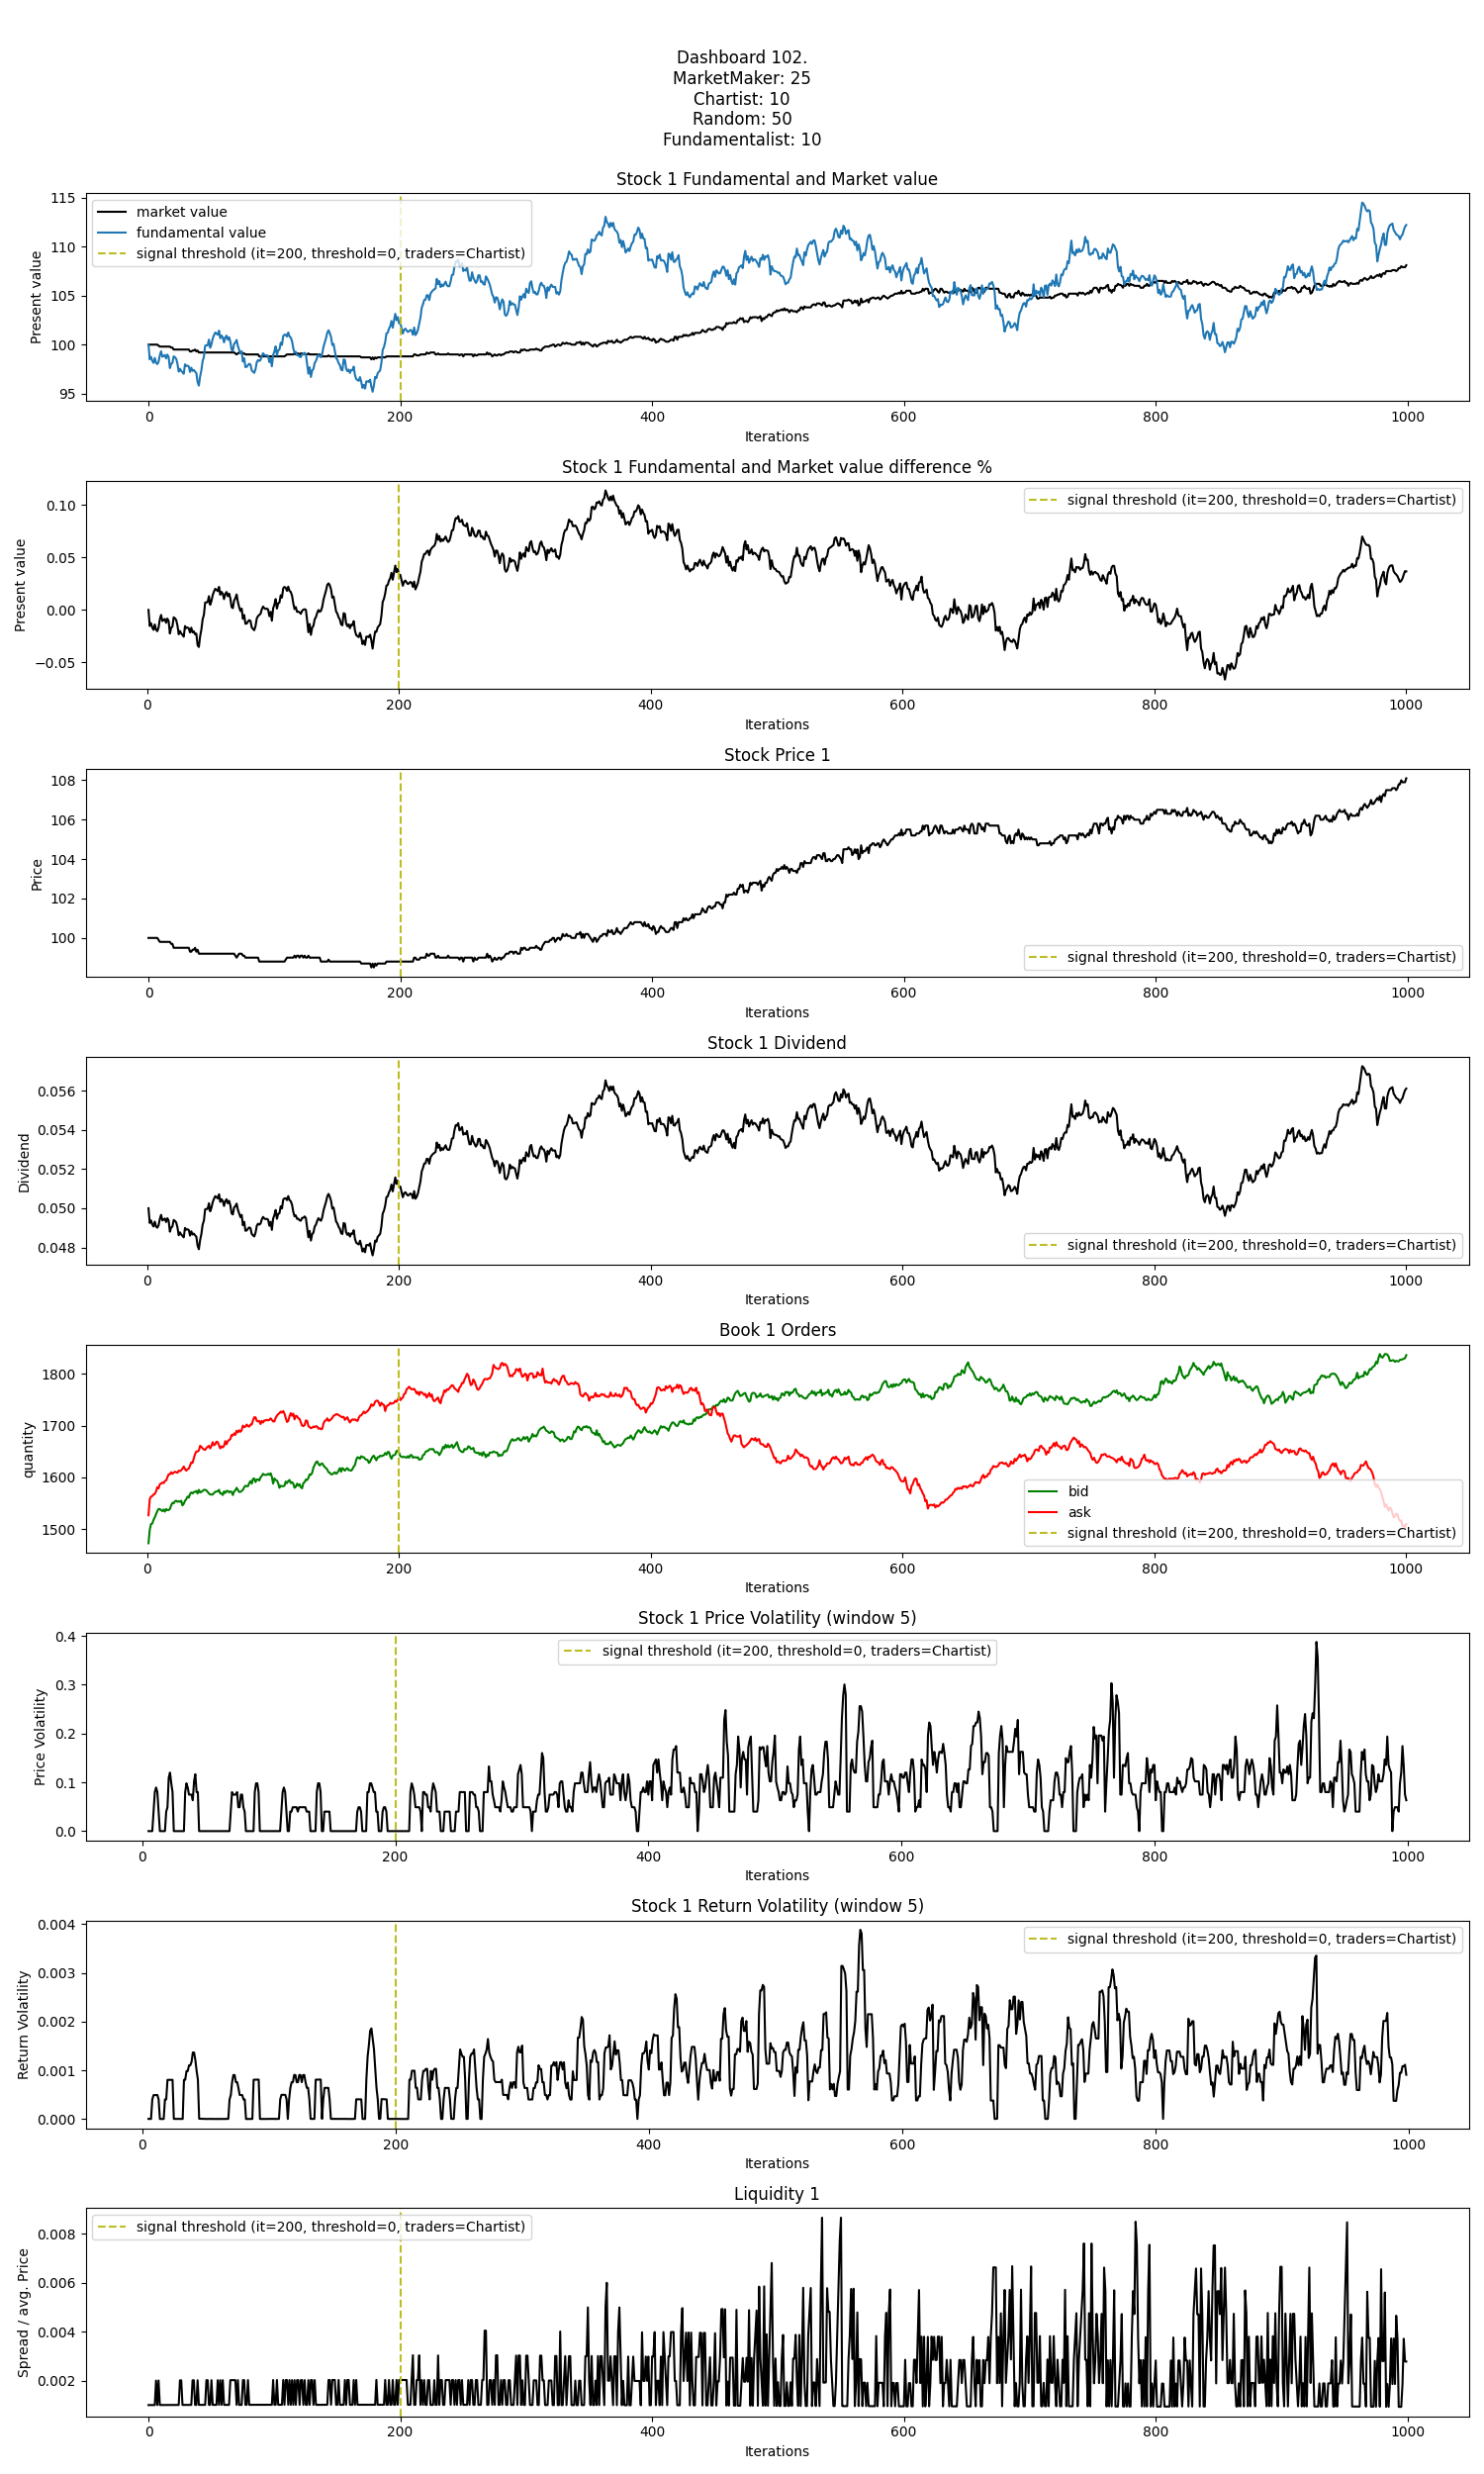 Dashboard 102.
MarketMaker: 25
Chartist: 10
Random: 50
Fundamentalist: 10
Stock 1 Fundamental and Market value
115
110
105
100
95
Present value
market value
fundamental value
signal threshold (it=200, threshold=0, traders=Chartist)
0 200 400 600 800 1000
Iterations
Stock 1 Fundamental and Market value difference %
0.10
0.05
0.00
−0.05
Present value
signal threshold (it=200, threshold=0, traders=Chartist)
0 200 400 600 800 1000
Iterations
Stock Price 1
108
106
104
102
100
Price
signal threshold (it=200, threshold=0, traders=Chartist)
0 200 400 600 800 1000
Iterations
Stock 1 Dividend
0.056
0.054
0.052
0.050
0.048
Dividend
signal threshold (it=200, threshold=0, traders=Chartist)
0 200 400 600 800 1000
Iterations
Book 1 Orders
1800
1700
1600
1500
quantity
bid
ask
signal threshold (it=200, threshold=0, traders=Chartist)
0 200 400 600 800 1000
Iterations
Stock 1 Price Volatility (window 5)
0.4
0.3
0.2
0.1
0.0
Price Volatility
signal threshold (it=200, threshold=0, traders=Chartist)
0 200 400 600 800 1000
Iterations
Stock 1 Return Volatility (window 5)
0.004
0.003
0.002
0.001
0.000
Return Volatility
signal threshold (it=200, threshold=0, traders=Chartist)
0 200 400 600 800 1000
Iterations
Liquidity 1
0.008
0.006
0.004
0.002
Spread / avg. Price
signal threshold (it=200, threshold=0, traders=Chartist)
0 200 400 600 800 1000
Iterations